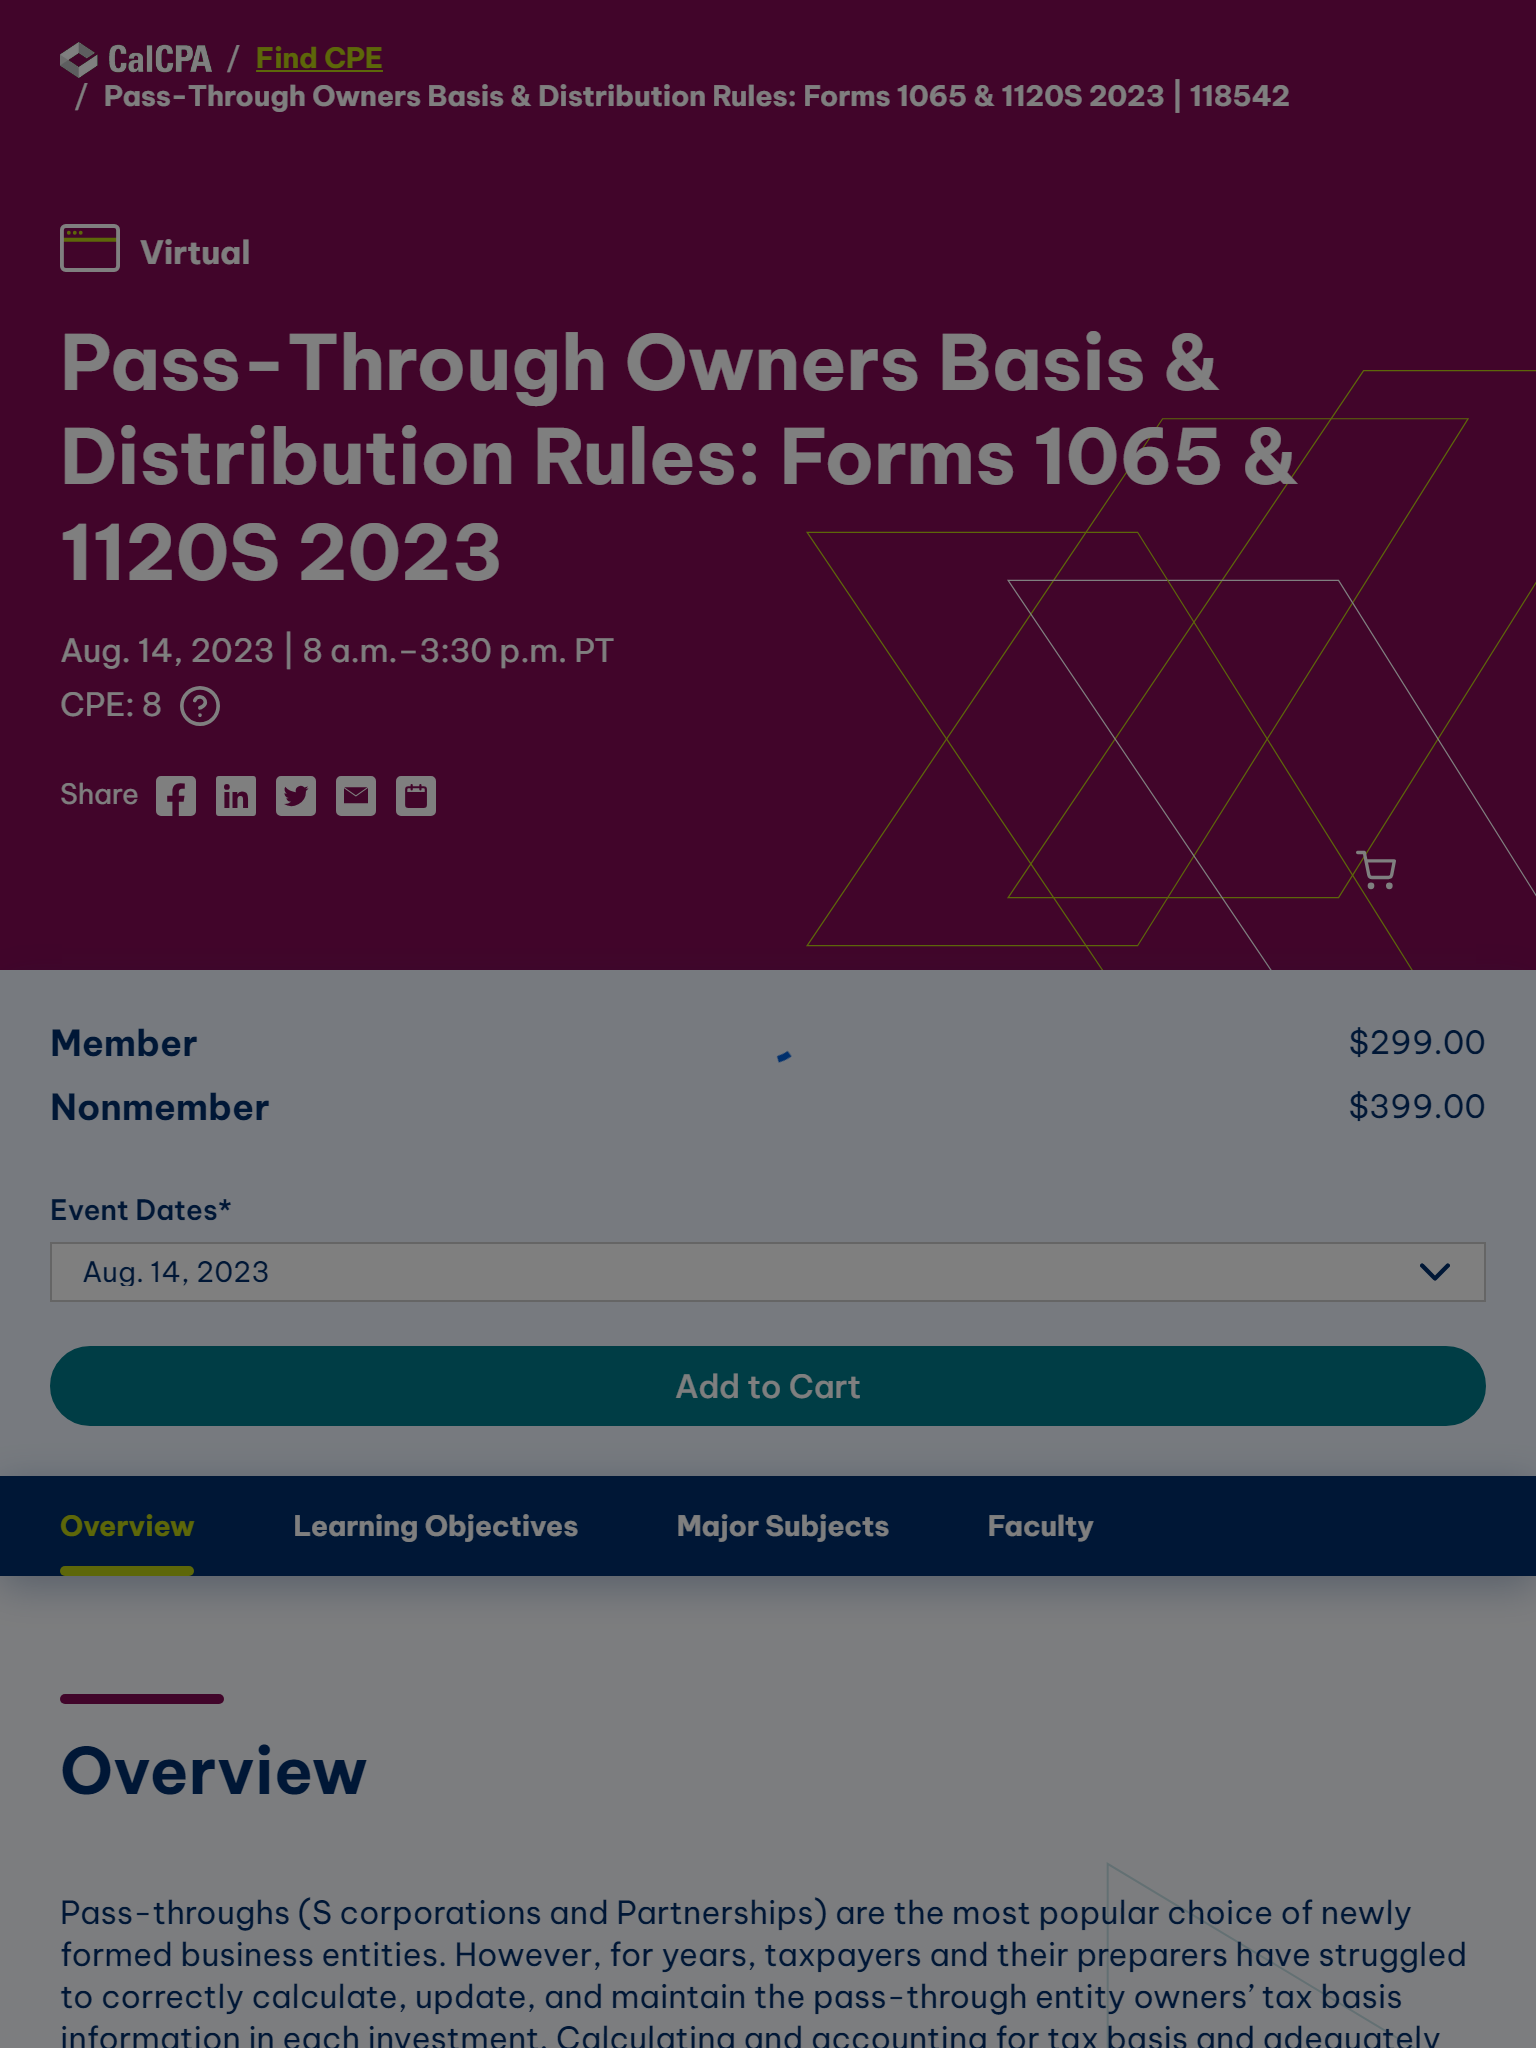 CalCPA / Find CPE
/ Pass-Through Owners Basis & Distribution Rules: Forms 1065 & 1120S 2023 | 118542
Virtual
Pass-Through Owners Basis &
Distribution Rules: Forms 1065 &
1120S 2023
Aug. 14, 2023 | 8 a.m.–3:30 p.m. PT
CPE: 8 ?
Share
Member $299.00
Nonmember $399.00
Event Dates*
Aug. 14, 2023
Add to Cart
Overview Learning Objectives Major Subjects Faculty
Overview
Pass-throughs (S corporations and Partnerships) are the most popular choice of newly
formed business entities. However, for years, taxpayers and their preparers have struggled
to correctly calculate, update, and maintain the pass-through entity owners’ tax basis
information in each investment. Calculating and accounting for tax basis and adequately